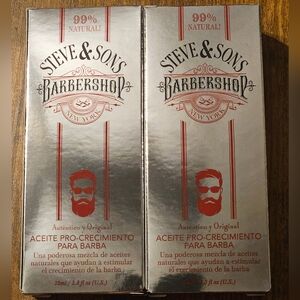 99%
NATURAL!
STEVE & SONS
BARBERSHOP
NEW YORK
Auténtico y Original
ACEITE PRO-CRECIMIENTO
PARA BARBA
Una poderosa mezcla de aceites
naturales que ayudan a estimular
el crecimiento de la barba
99%
NATURAL!
STEVE & SONS
BARBERSHOP
NEW YORK
Auténtico y Original
ACEITE PRO-CRECIMIENTO
PARA BARBA
Una poderosa mezcla de aceites
naturales que ayudan a estimular
el crecimiento de la barba